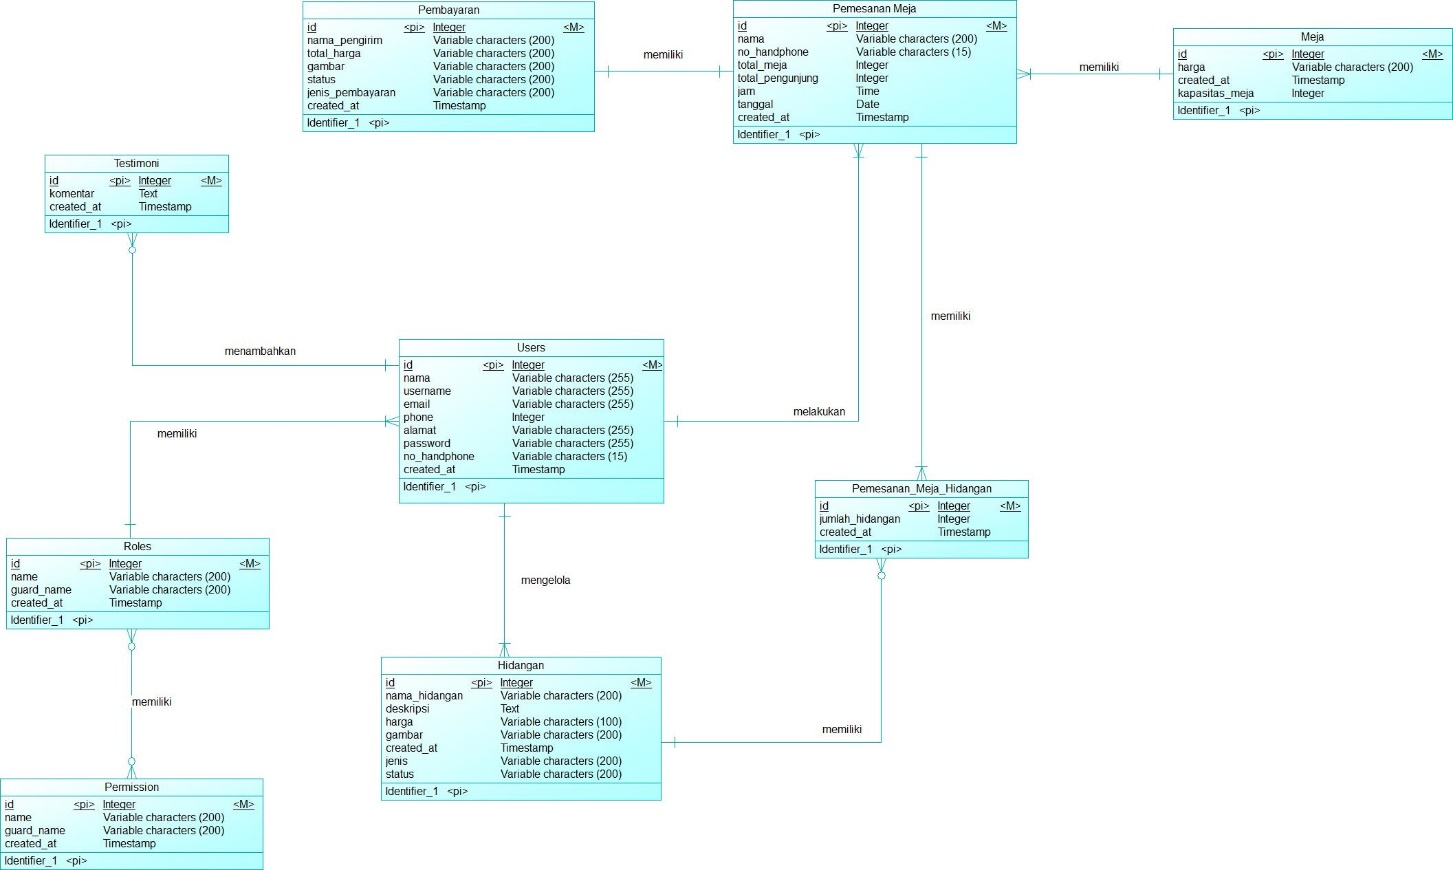 Pembayaran
id <pi> Integer <M>
nama_pengirim Variable characters (200)
total_harga Variable characters (200)
gambar Variable characters (200)
status Variable characters (200)
jenis_pembayaran Variable characters (200)
created_at Timestamp
Identifier_1 <pi>
memiliki
Pemesanan Meja
id <pi> Integer <M>
nama Variable characters (200)
no_handphone Variable characters (15)
total_meja Integer
total_pengunjung Integer
jam Time
tanggal Date
created_at Timestamp
Identifier_1 <pi>
memiliki
Meja
id <pi> Integer <M>
harga Variable characters (200)
created_at Timestamp
kapasitas_meja Integer
Identifier_1 <pi>
Testimoni
id <pi> Integer <M>
komentar Text
created_at Timestamp
Identifier_1 <pi>
menambahkan
memiliki
Users
id <pi> Integer <M>
nama Variable characters (255)
username Variable characters (255)
email Variable characters (255)
phone Integer
alamat Variable characters (255)
password Variable characters (255)
no_handphone Variable characters (15)
created_at Timestamp
Identifier_1 <pi>
melakukan
memiliki
Pemesanan_Meja_Hidangan
id <pi> Integer <M>
jumlah_hidangan Integer
created_at Timestamp
Identifier_1 <pi>
Roles
id <pi> Integer <M>
name Variable characters (200)
guard_name Variable characters (200)
created_at Timestamp
Identifier_1 <pi>
mengelola
memiliki
Hidangan
id <pi> Integer <M>
nama_hidangan Variable characters (200)
deskripsi Text
harga Variable characters (100)
gambar Variable characters (200)
created_at Timestamp
jenis Variable characters (200)
status Variable characters (200)
Identifier_1 <pi>
memiliki
Permission
id <pi> Integer <M>
name Variable characters (200)
guard_name Variable characters (200)
created_at Timestamp
Identifier_1 <pi>